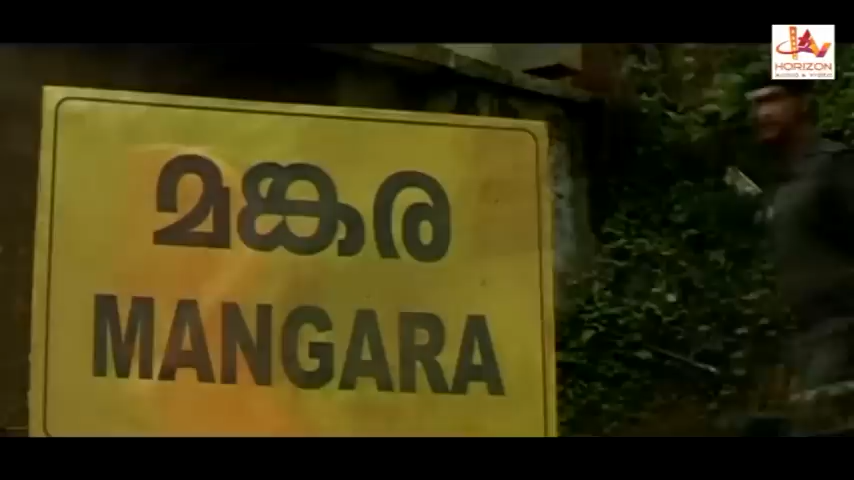 മങ്കര
MANGARA
HORIZON
AUDIO & VIDEO